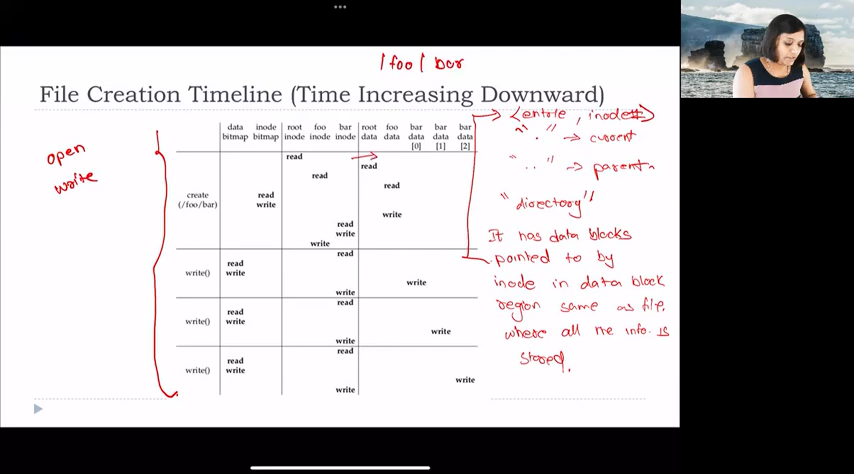 /foo/bar
File Creation Timeline (Time Increasing Downward)
data bitmap inode bitmap root inode foo inode bar inode root data foo data bar data [0] bar data [1] bar data [2]
create (/foo/bar)
read
read
read
read
read
write
write
read
write
write
write()
read
read
write
write
write
write()
read
read
write
write
write
write()
read
read
write
write
write
open
write
inode#>
"." → current
".." → parent
"directory"
It has data blocks
pointed to by
inode in data block
region same as file,
where all the info. is
stored.